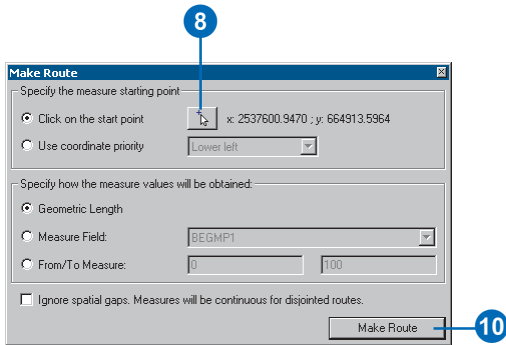 8
Make Route
Specify the measure starting point
Click on the start point x: 2537600.9470 ; y: 664913.5964
Use coordinate priority Lower left
Specify how the measure values will be obtained:
Geometric Length
Measure Field: BEGMP1
From/To Measure: 0 100
Ignore spatial gaps. Measures will be continuous for disjointed routes.
Make Route 10